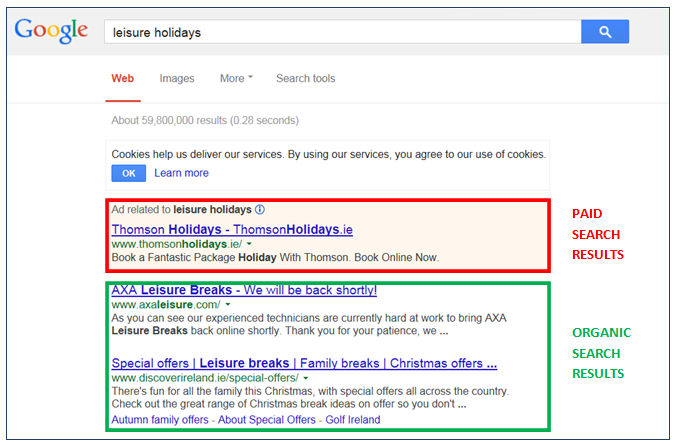 Google leisure holidays
Web Images More Search tools
About 59,800,000 results (0.28 seconds)
Cookies help us deliver our services. By using our services, you agree to our use of cookies.
OK Learn more
Ad related to leisure holidays
Thomson Holidays - ThomsonHolidays.ie
www.thomsonholidays.ie/
Book a Fantastic Package Holiday With Thomson. Book Online Now.
PAID
SEARCH
RESULTS
AXA Leisure Breaks - We will be back shortly!
www.axaleisure.com/
As you can see our experienced technicians are currently hard at work to bring AXA
Leisure Breaks back online shortly. Thank you for your patience, we ...
Special offers | Leisure breaks | Family breaks | Christmas offers ...
www.discoverireland.ie/special-offers/
There's fun for all the family this Christmas, with special offers all across the country.
Check out the great range of Christmas break ideas on offer so you don't ...
Autumn family offers - About Special Offers - Golf Ireland
ORGANIC
SEARCH
RESULTS